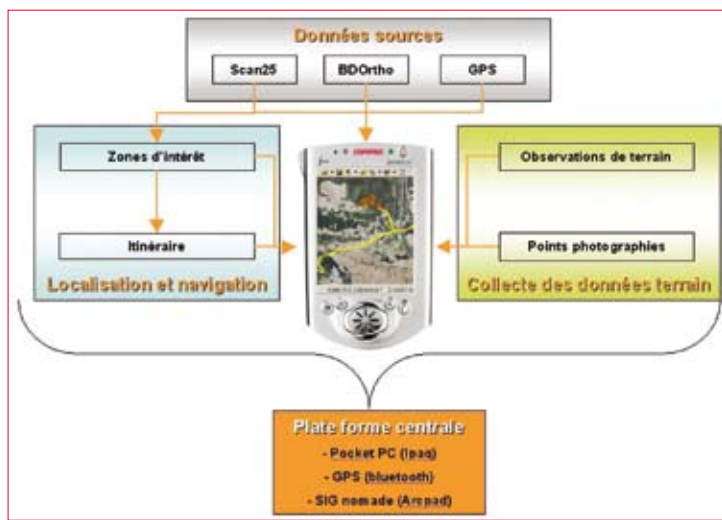 Données sources
Scan25
BDOrtho
GPS
Zones d'intérêt
Itinéraire
Localisation et navigation
COMPAQ
Observations de terrain
Points photographies
Collecte des données terrain
Plate forme centrale
- Pocket PC (Ipaq)
- GPS (bluetooth)
- SIG nomade (Arcpad)